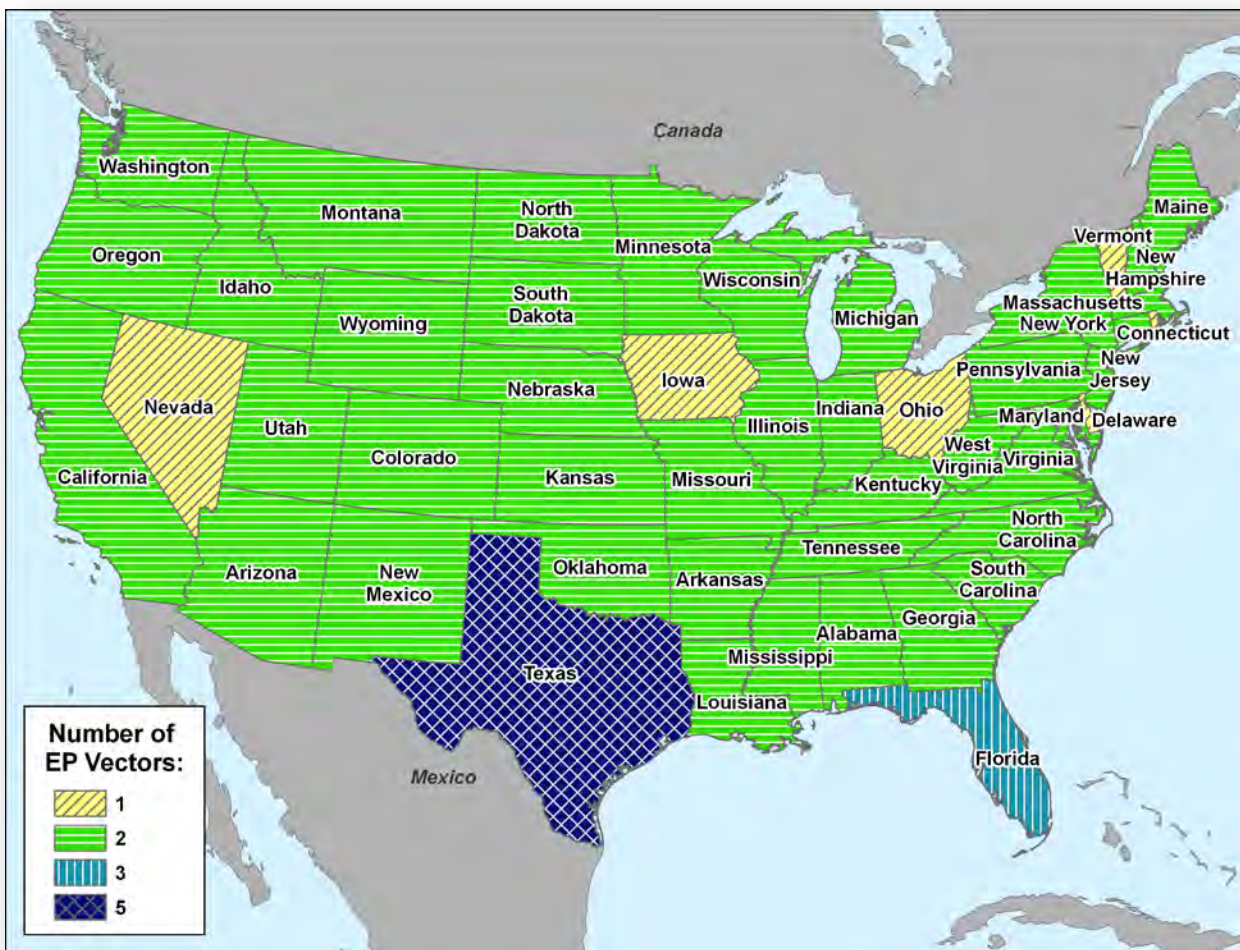 Canada
Washington
Montana
North
Dakota
Minnesota
Maine
Vermont
New
Hampshire
Oregon
Idaho
Wyoming
South
Dakota
Wisconsin
Michigan
Massachusetts
New York
Connecticut
Nevada
Utah
Nebraska
Iowa
Illinois
Indiana
Ohio
Pennsylvania
New
Jersey
Maryland
Delaware
California
Colorado
Kansas
Missouri
Kentucky
West
Virginia
Virginia
Arizona
New
Mexico
Oklahoma
Arkansas
Tennessee
North
Carolina
South
Carolina
Texas
Louisiana
Mississippi
Alabama
Georgia
Florida
Mexico
Number of
EP Vectors:
1
2
3
5